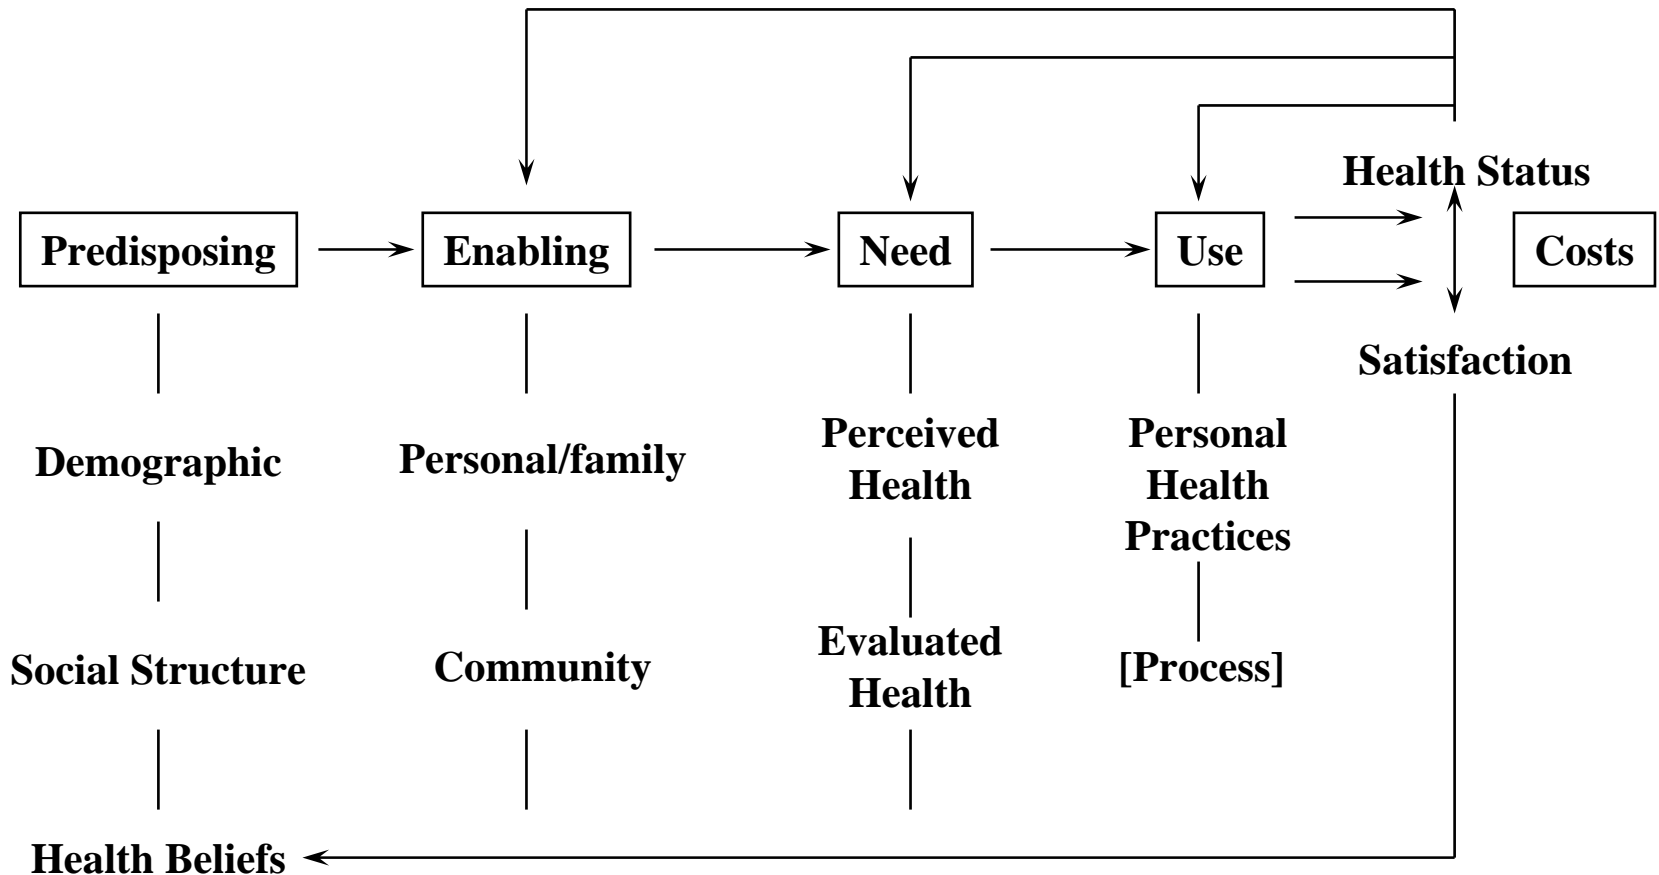 Health Status
Predisposing
Enabling
Need
Use
Costs
Satisfaction
Demographic
Personal/family
Perceived
Health
Personal
Health
Practices
Social Structure
Community
Evaluated
Health
[Process]
Health Beliefs